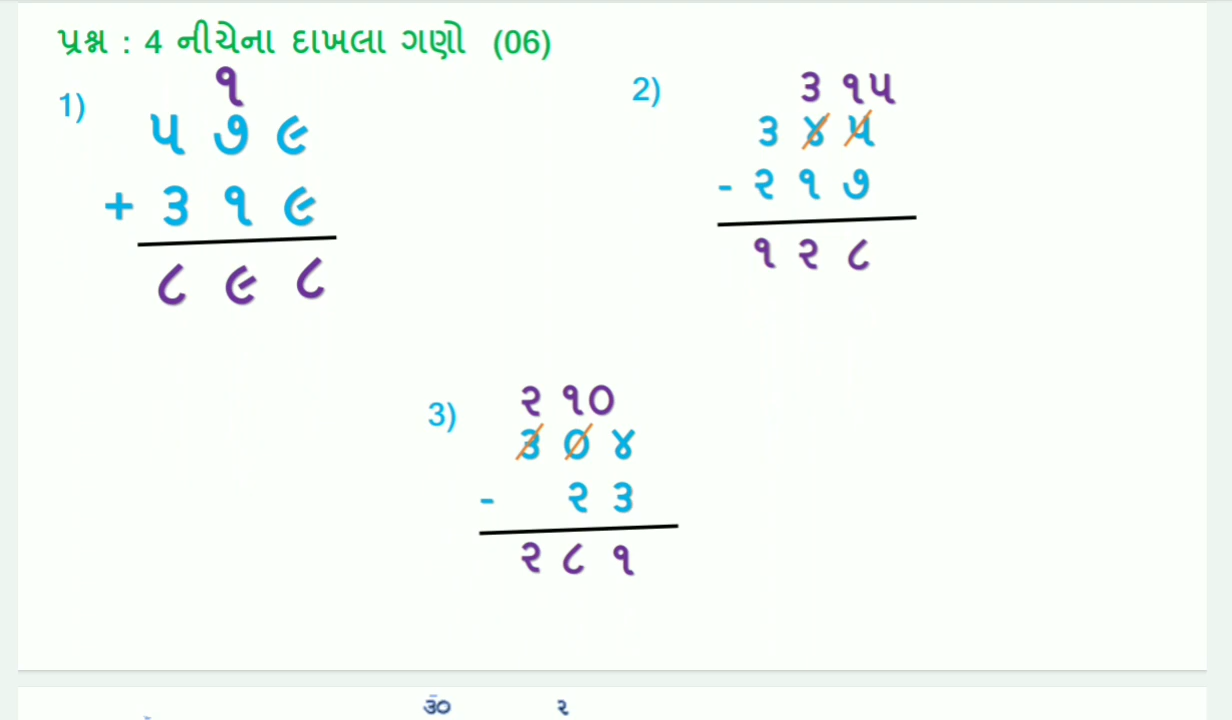 પ્રશ્ન : 4 નીચેના દાખલા ગણો (06)
1)
૧
૫ ૭ ૯
+ ૩ ૧ ૯
૮ ૯ ૮
2)
૩ ૧૫
૩ ૪ ૫
- ૨ ૧ ૭
૧ ૨ ૮
3)
૨ ૧૦
૩ ૦ ૪
- ૨ ૩
૨ ૮ ૧
૩૦ ૨